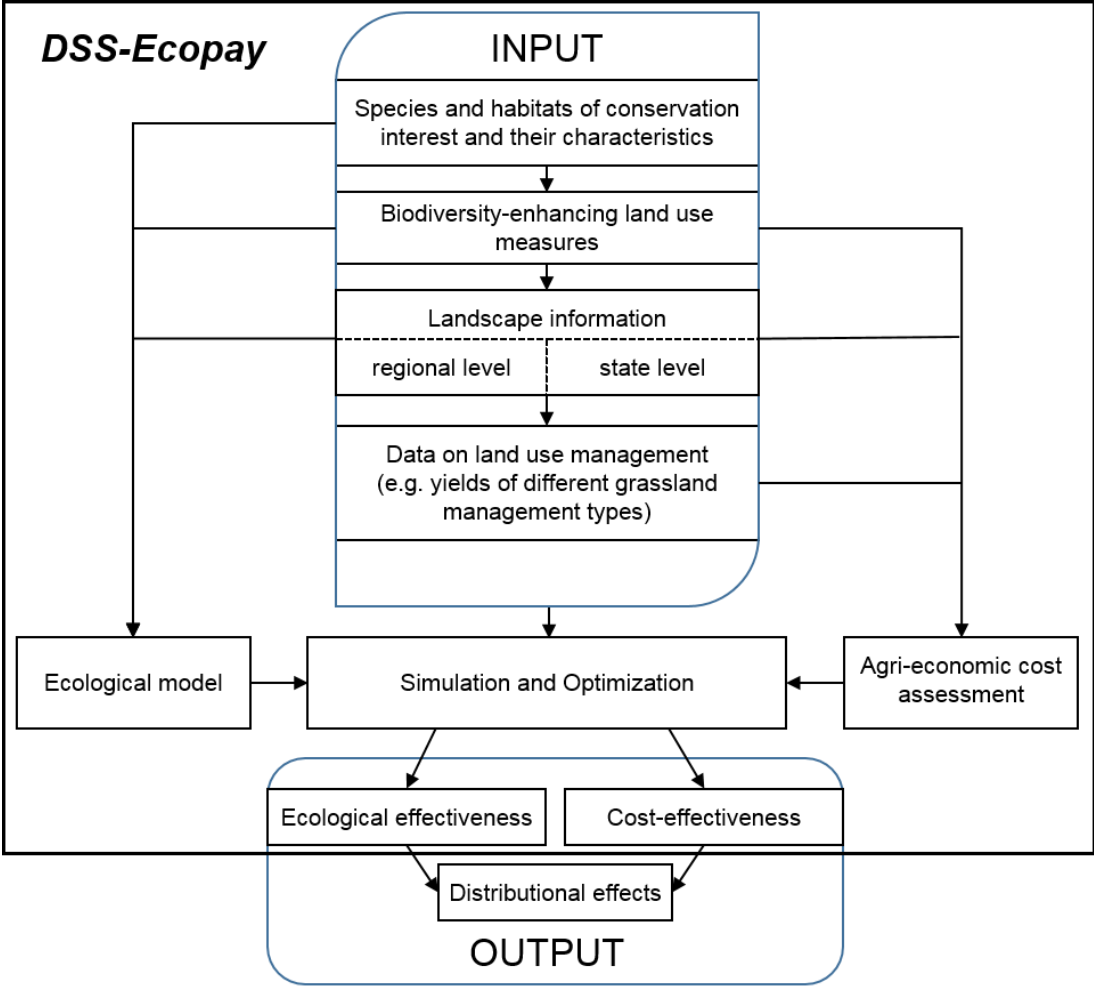 DSS-Ecopay
INPUT
Species and habitats of conservation
interest and their characteristics
Biodiversity-enhancing land use
measures
Landscape information
regional level
state level
Data on land use management
(e.g. yields of different grassland
management types)
Ecological model
Simulation and Optimization
Agri-economic cost
assessment
Ecological effectiveness
Cost-effectiveness
Distributional effects
OUTPUT